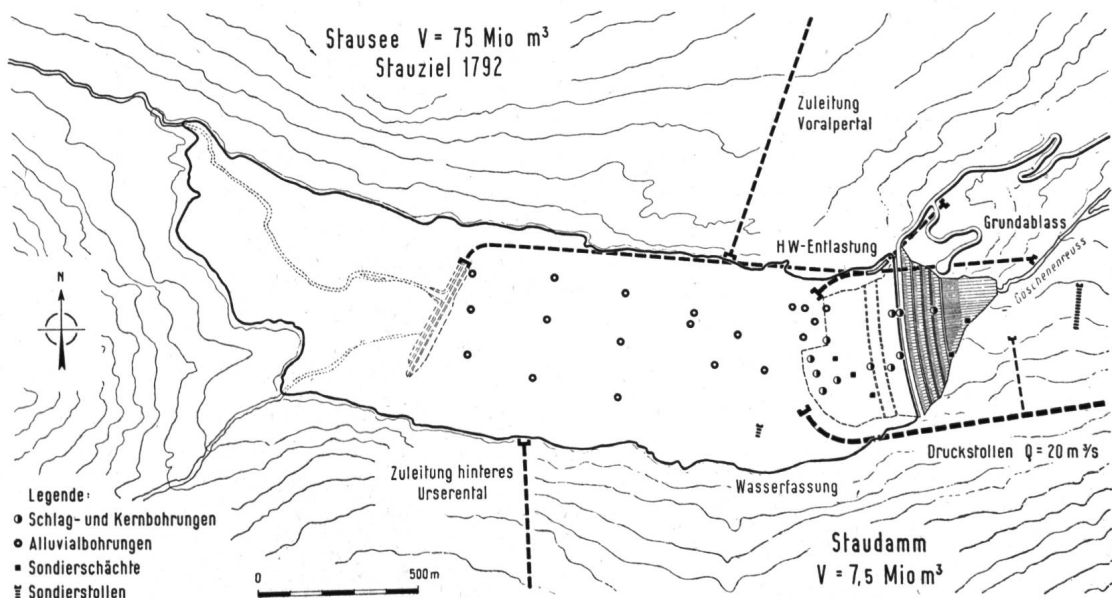 Stausee V = 75 Mio m³
Stauziel 1792
Zuleitung
Voralpertal
HW-Entlastung
Grundablass
Göschenenreuss
N
Druckstollen Q = 20 m³/s
Zuleitung hinteres
Urserental
Wasserfassung
Legende:
Schlag- und Kernbohrungen
Alluvialbohrungen
Sondierschächte
Sondierstollen
0 500 m
Staudamm
V = 7,5 Mio m³